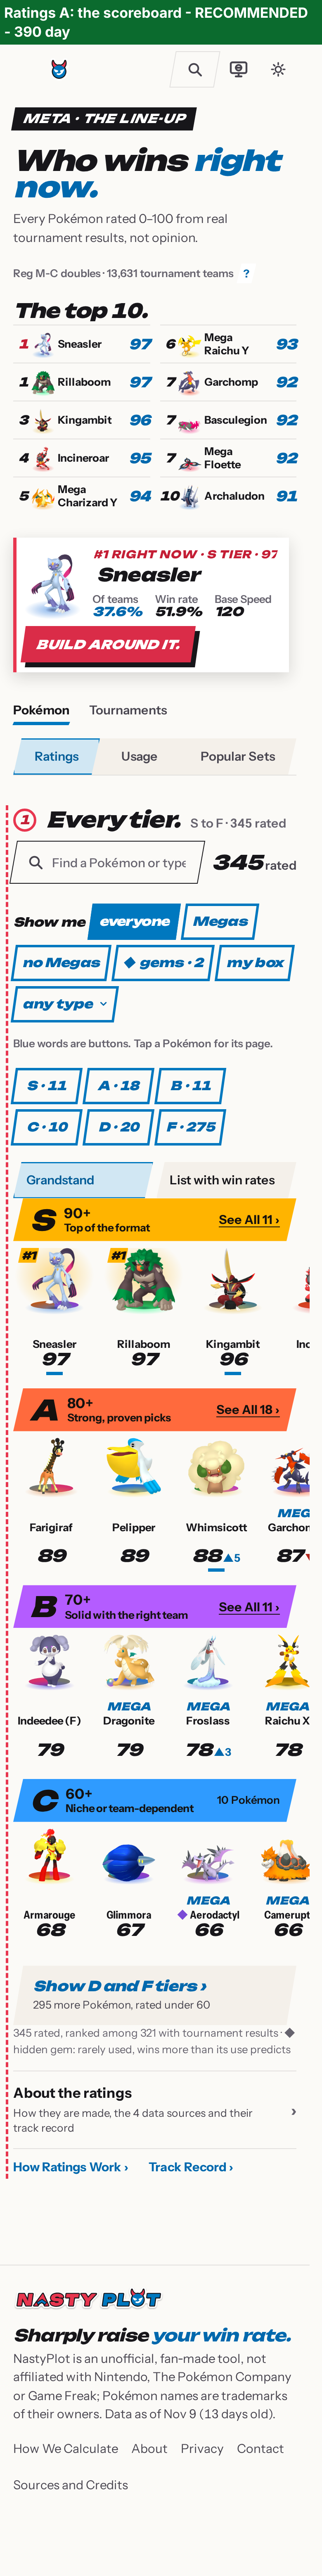 Ratings A: the scoreboard - RECOMMENDED
- 390 day
META · THE LINE-UP
Who wins right
now.
Every Pokémon rated 0–100 from real
tournament results, not opinion.
Reg M-C doubles · 13,631 tournament teams ?
The top 10.
1 Sneasler 97
1 Rillaboom 97
3 Kingambit 96
4 Incineroar 95
5 Mega
Charizard Y 94
6 Mega
Raichu Y 93
7 Garchomp 92
7 Basculegion 92
7 Mega
Floette 92
10 Archaludon 91
#1 RIGHT NOW · S TIER · 97
Sneasler
Of teams Win rate Base Speed
37.6% 51.9% 120
BUILD AROUND IT.
Pokémon Tournaments
Ratings Usage Popular Sets
1 Every tier. S to F · 345 rated
Find a Pokémon or type
345 rated
Show me everyone Megas
no Megas ◆ gems · 2 my box
any type
Blue words are buttons. Tap a Pokémon for its page.
S · 11 A · 18 B · 11
C · 10 D · 20 F · 275
Grandstand List with win rates
S 90+
Top of the format
See All 11 ›
#1 #1
Sneasler Rillaboom Kingambit Inc
97 97 96
A 80+
Strong, proven picks
See All 18 ›
MEG
Farigiraf Pelipper Whimsicott Garchom
89 89 88 ▲5 87 ▼
B 70+
Solid with the right team
See All 11 ›
MEGA MEGA MEGA
Indeedee (F) Dragonite Froslass Raichu X
79 79 78 ▲3 78
C 60+
Niche or team-dependent
10 Pokémon
MEGA MEGA
Armarouge Glimmora ◆ Aerodactyl Camerupt
68 67 66 66
Show D and F tiers ›
295 more Pokémon, rated under 60
345 rated, ranked among 321 with tournament results · ◆
hidden gem: rarely used, wins more than its use predicts
About the ratings
How they are made, the 4 data sources and their
track record
›
How Ratings Work › Track Record ›
NASTY PLOT
Sharply raise your win rate.
NastyPlot is an unofficial, fan-made tool, not
affiliated with Nintendo, The Pokémon Company
or Game Freak; Pokémon names are trademarks
of their owners. Data as of Nov 9 (13 days old).
How We Calculate About Privacy Contact
Sources and Credits